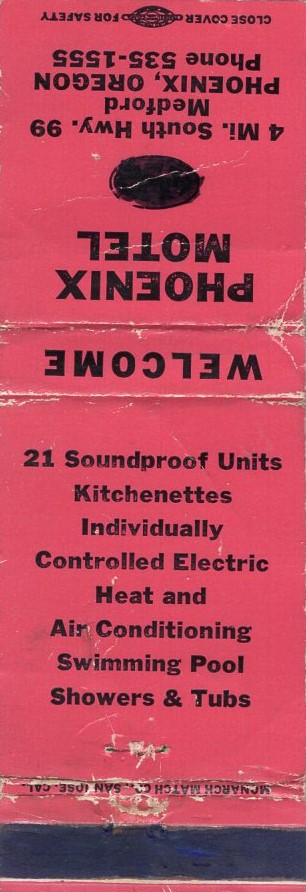 PHOENIX
MOTEL
4 Mi. South Hwy. 99
Medford
PHOENIX, OREGON
Phone 535-1555
CLOSE COVER FOR SAFETY
WELCOME
21 Soundproof Units
Kitchenettes
Individually
Controlled Electric
Heat and
Air Conditioning
Swimming Pool
Showers & Tubs
MONARCH MATCH CO., SAN JOSE, CAL.